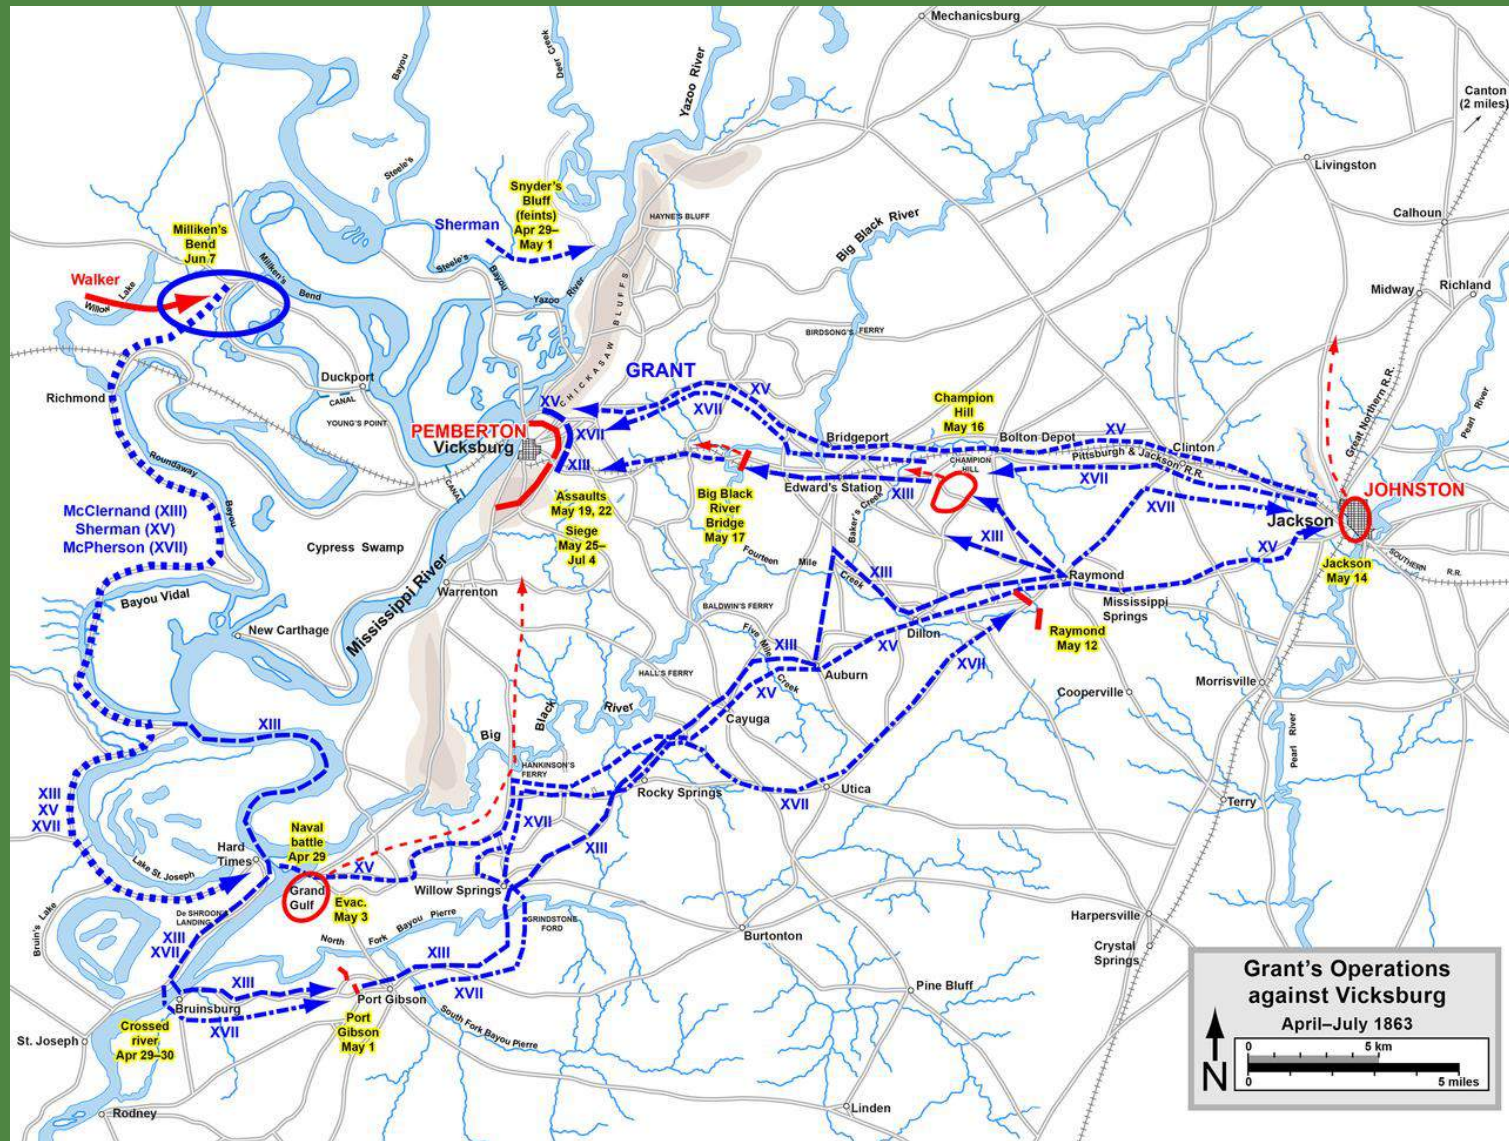 Mechanicsburg
Canton
(2 miles)
Bayou
Deer Creek
Yazoo River
Steele's
Livingston
Snyder's
Bluff
(feints)
Apr 29–
May 1
Sherman
HAYNE'S BLUFF
Calhoun
Milliken's
Bend
Jun 7
Big Black River
Walker
Willow Lake
Milliken's
Bend
Steele's
Bayou
Yazoo
River
Midway
Richland
BIRDSONG'S FERRY
CHICKASAW BLUFFS
Richmond
Duckport
CANAL
YOUNG'S POINT
GRANT
XV
XV
XVII
Champion
Hill
May 16
Great Northern R.R.
Pearl River
PEMBERTON
Vicksburg
XVII
XIII
Bridgeport
Bolton Depot
XV
Clinton
Pittsburgh & Jackson R.R.
CHAMPION
HILL
XVII
Roundaway
Bayou
CANAL
Edward's Station
XIII
Baker's Creek
XVII
JOHNSTON
Jackson
Assaults
May 19, 22
Siege
May 25–
Jul 4
Big Black
River
Bridge
May 17
McClernand (XIII)
Sherman (XV)
McPherson (XVII)
Cypress Swamp
Mississippi River
XIII
XV
SOUTHERN R.R.
Jackson
May 14
Fourteen Mile
Creek
XIII
Raymond
Bayou Vidal
Warrenton
Mississippi
Springs
New Carthage
BALDWIN'S FERRY
Five Mile
Creek
Dillon
Raymond
May 12
XIII
XV
XVII
HALL'S FERRY
Auburn
XV
Morrisville
Cooperville
Big Black River
Cayuga
XIII
Pearl River
HANKINSON'S
FERRY
Rocky Springs
Utica
XVII
Terry
XIII
XV
XVII
Naval
battle
Apr 29
XVII
XIII
Hard
Times
Lake St. Joseph
XV
Willow Springs
Grand
Gulf
Evac.
May 3
De SHROON'S
LANDING
Bruin's Lake
North Fork Bayou Pierre
GRINDSTONE
FORD
Harpersville
Burtonton
Crystal
Springs
XIII
XVII
XIII
XIII
XVII
Port Gibson
Bruinsburg
XVII
Pine Bluff
South Fork Bayou Pierre
Crossed
river
Apr 29–30
Port
Gibson
May 1
St. Joseph
Rodney
Linden
Grant's Operations
against Vicksburg
April–July 1863
N
0
5 km
0
5 miles